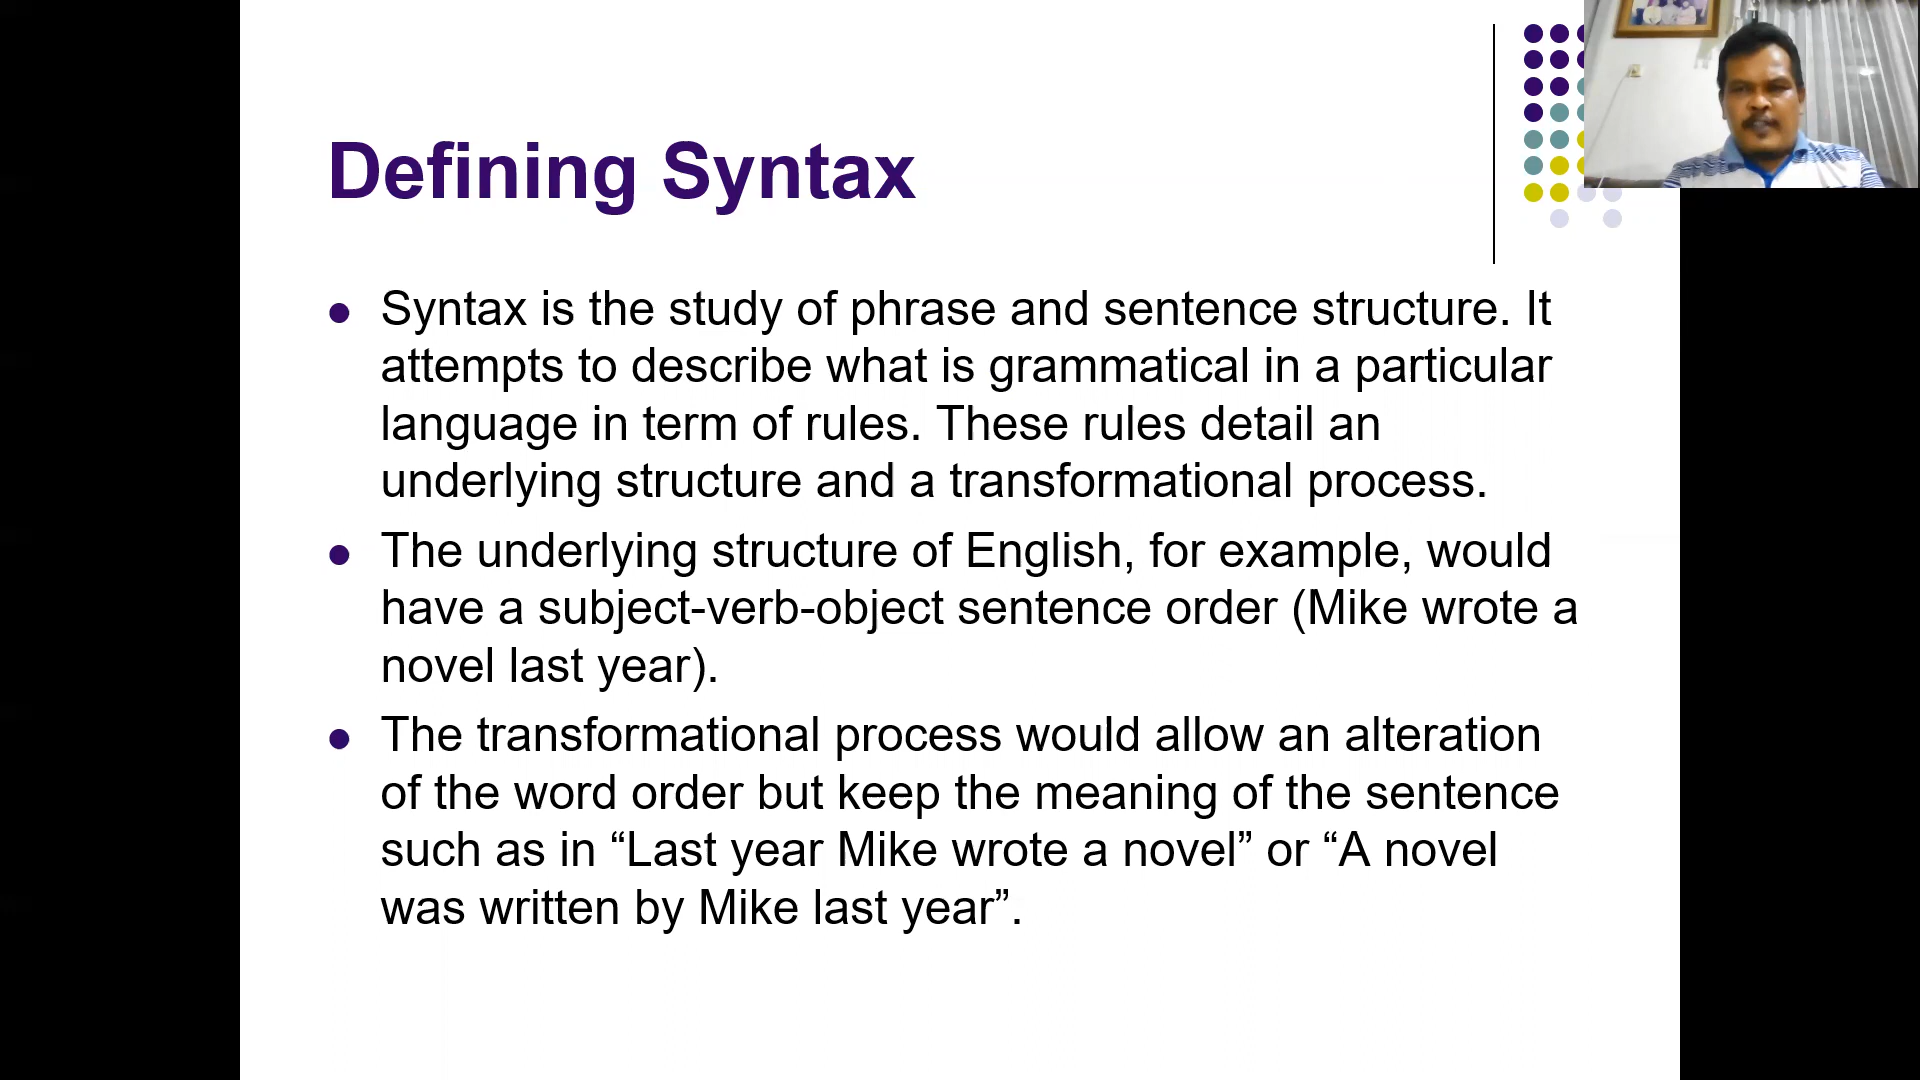 Defining Syntax
Syntax is the study of phrase and sentence structure. It
attempts to describe what is grammatical in a particular
language in term of rules. These rules detail an
underlying structure and a transformational process.
The underlying structure of English, for example, would
have a subject-verb-object sentence order (Mike wrote a
novel last year).
The transformational process would allow an alteration
of the word order but keep the meaning of the sentence
such as in “Last year Mike wrote a novel” or “A novel
was written by Mike last year”.